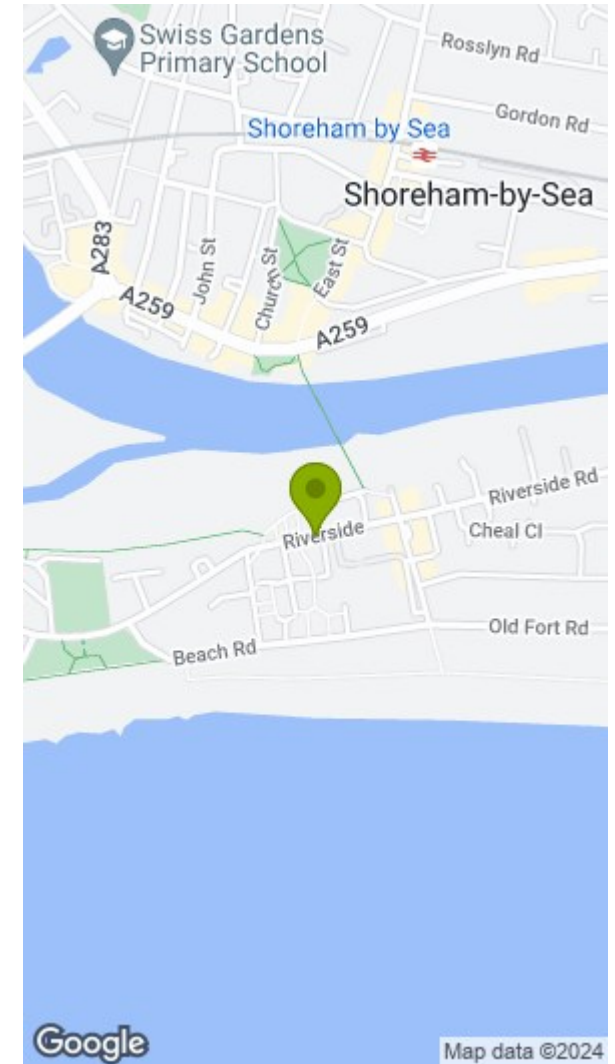 Swiss Gardens
Primary School
Rosslyn Rd
Gordon Rd
Shoreham by Sea
Shoreham-by-Sea
A283
John St
Church St
East St
A259
A259
Riverside Rd
Riverside
Cheal Cl
Old Fort Rd
Beach Rd
Google
Map data ©2024